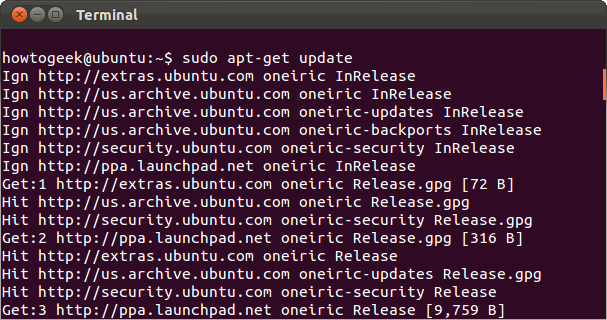 Terminal
howtogeek@ubuntu:~$ sudo apt-get update
Ign http://extras.ubuntu.com oneiric InRelease
Ign http://us.archive.ubuntu.com oneiric InRelease
Ign http://us.archive.ubuntu.com oneiric-updates InRelease
Ign http://us.archive.ubuntu.com oneiric-backports InRelease
Ign http://security.ubuntu.com oneiric-security InRelease
Ign http://ppa.launchpad.net oneiric InRelease
Get:1 http://extras.ubuntu.com oneiric Release.gpg [72 B]
Hit http://us.archive.ubuntu.com oneiric Release.gpg
Hit http://security.ubuntu.com oneiric-security Release.gpg
Get:2 http://ppa.launchpad.net oneiric Release.gpg [316 B]
Hit http://extras.ubuntu.com oneiric Release
Hit http://us.archive.ubuntu.com oneiric-updates Release.gpg
Hit http://security.ubuntu.com oneiric-security Release
Get:3 http://ppa.launchpad.net oneiric Release [9,759 B]